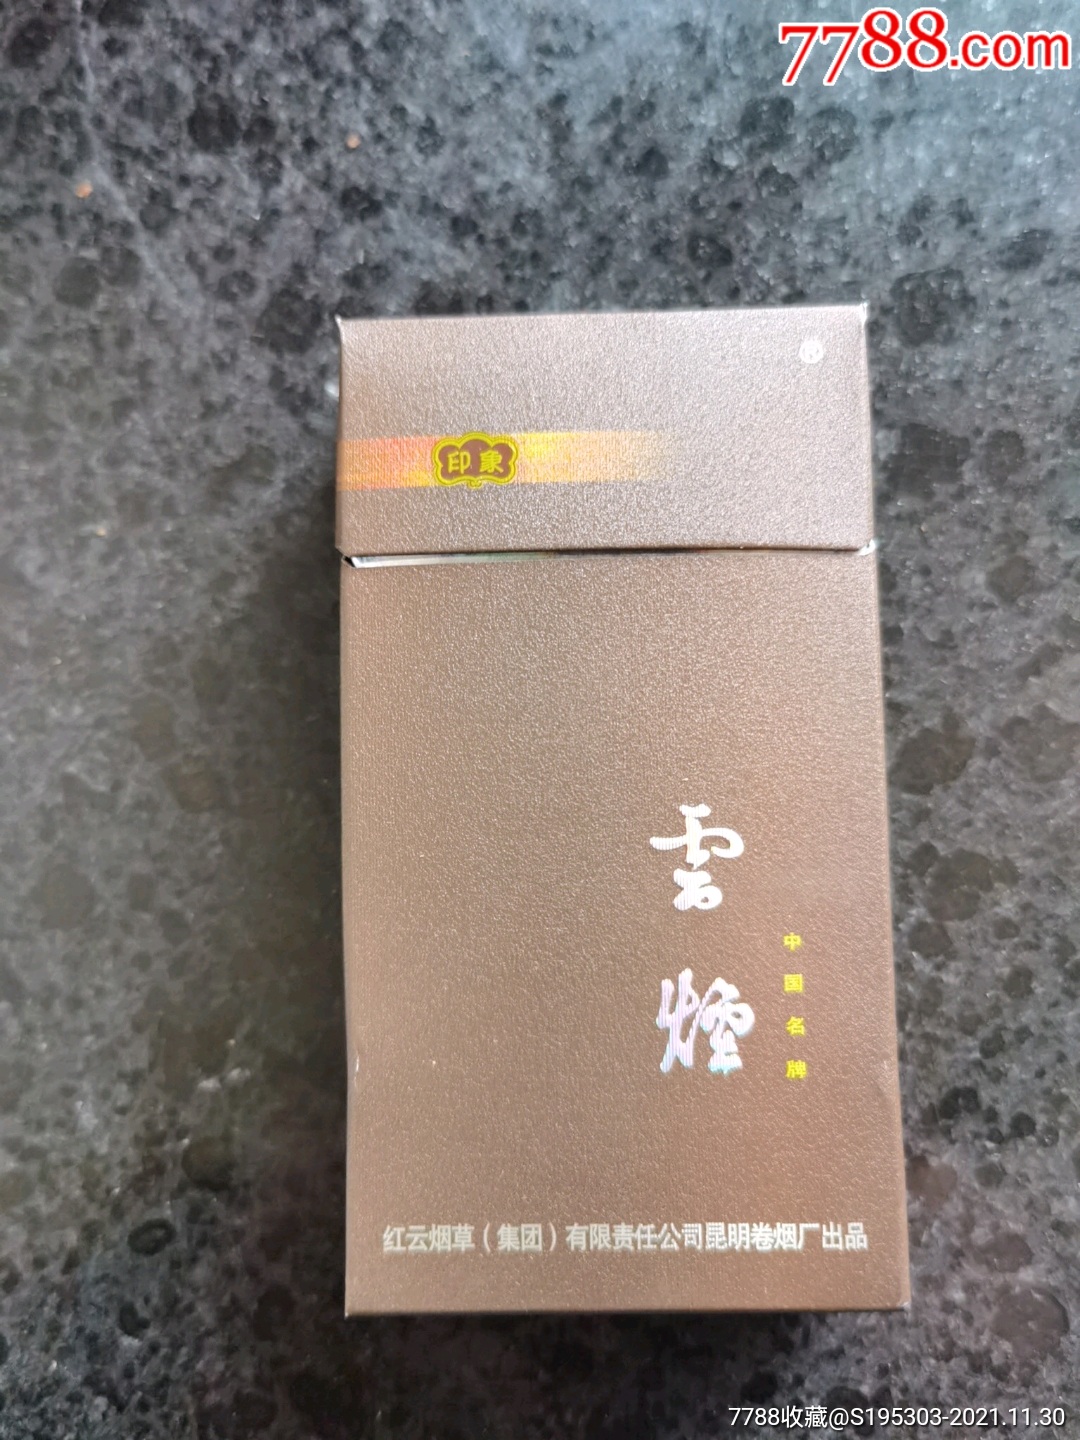 7788.com
印象
雲煙
中国名牌
红云烟草（集团）有限责任公司昆明卷烟厂出品
7788收藏@S195303-2021.11.30